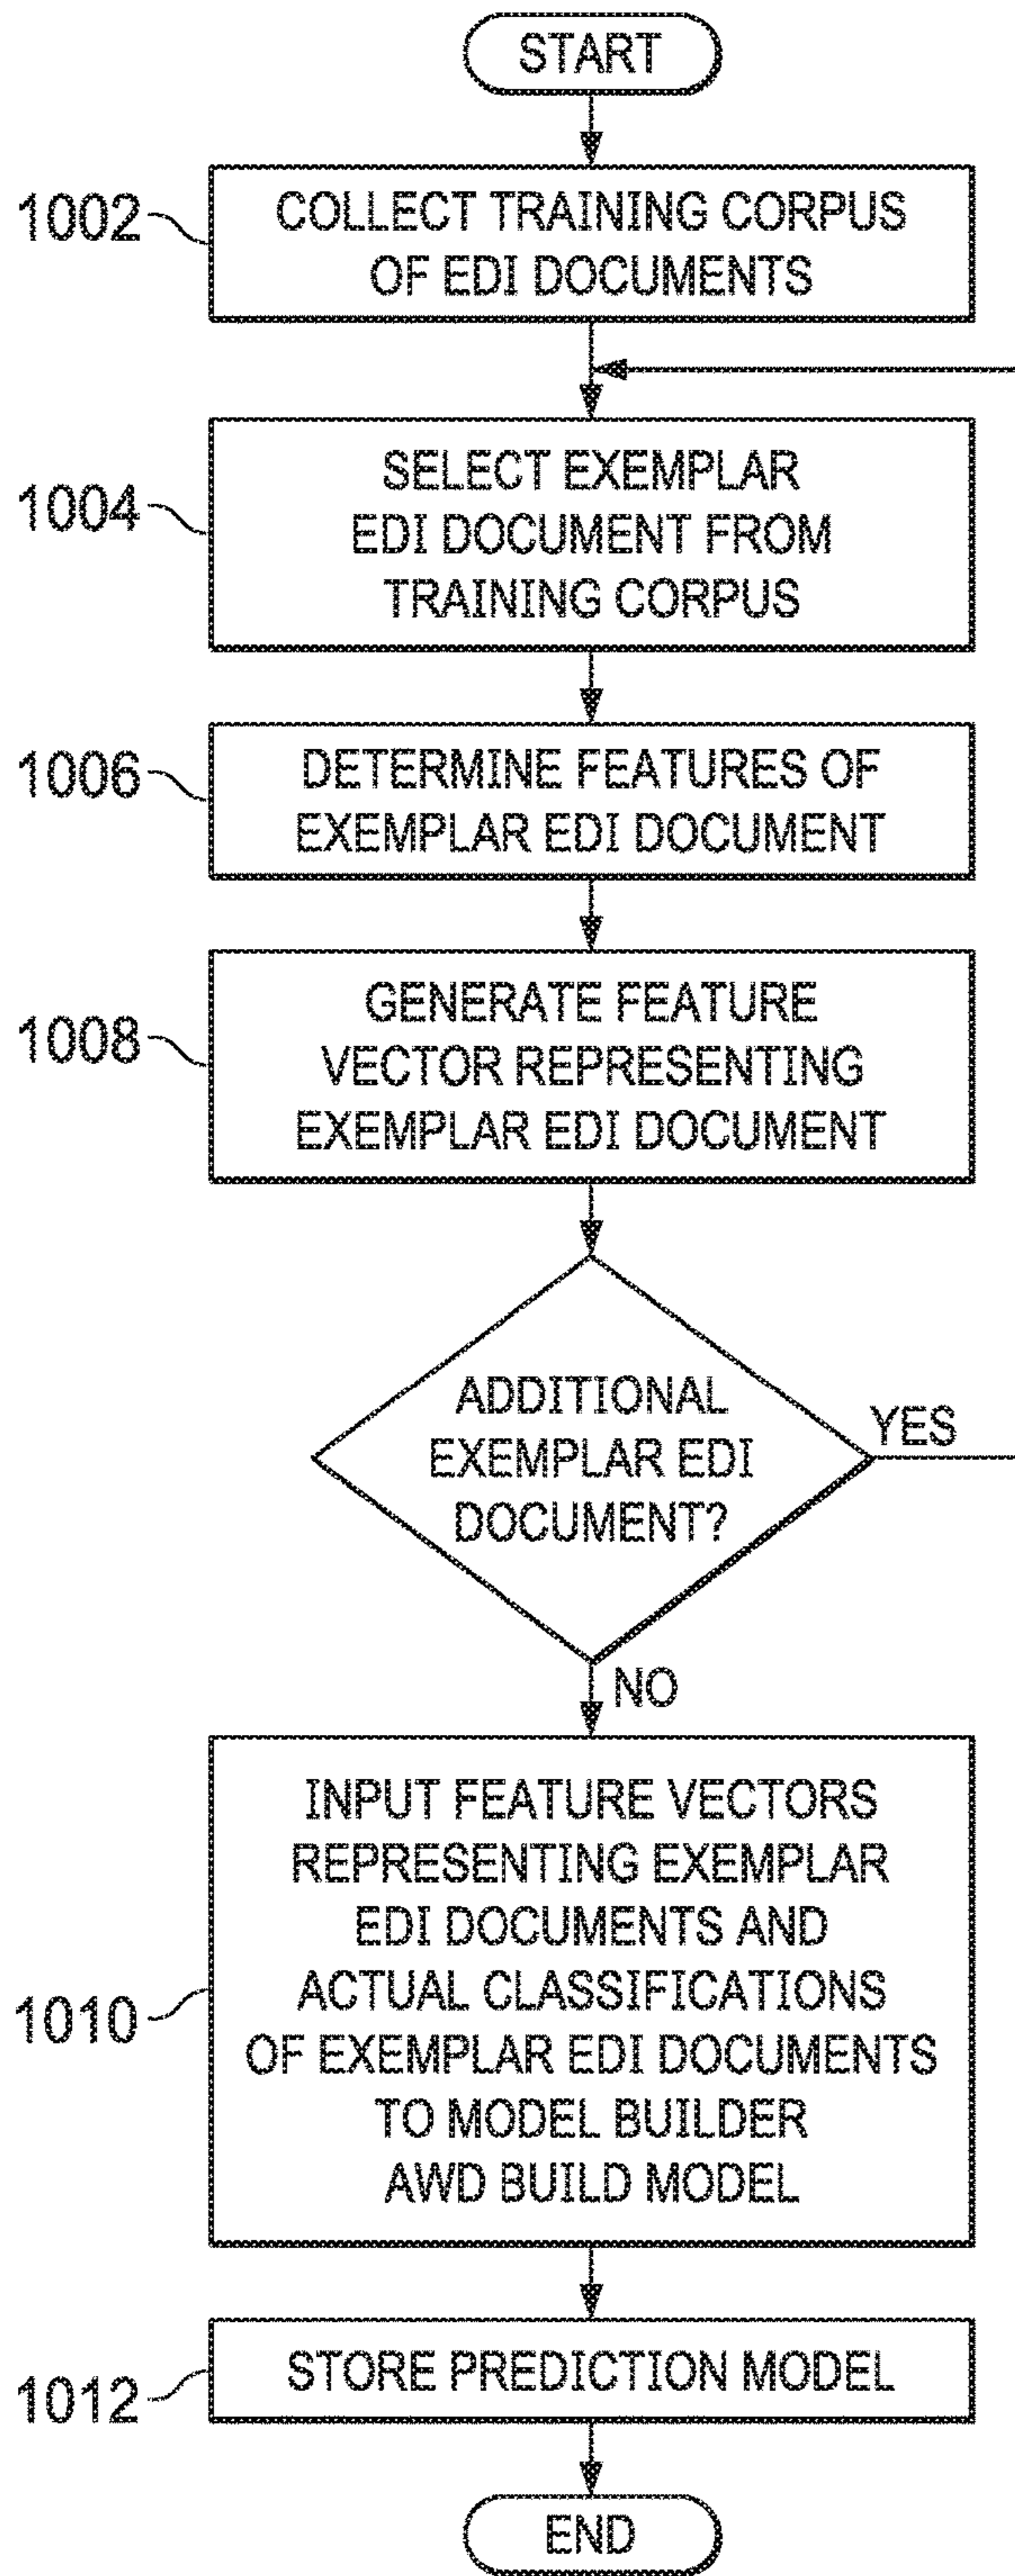 START
1002
COLLECT TRAINING CORPUS
OF EDI DOCUMENTS
1004
SELECT EXEMPLAR
EDI DOCUMENT FROM
TRAINING CORPUS
1006
DETERMINE FEATURES OF
EXEMPLAR EDI DOCUMENT
1008
GENERATE FEATURE
VECTOR REPRESENTING
EXEMPLAR EDI DOCUMENT
ADDITIONAL
EXEMPLAR EDI
DOCUMENT?
YES
NO
1010
INPUT FEATURE VECTORS
REPRESENTING EXEMPLAR
EDI DOCUMENTS AND
ACTUAL CLASSIFICATIONS
OF EXEMPLAR EDI DOCUMENTS
TO MODEL BUILDER
AWD BUILD MODEL
1012
STORE PREDICTION MODEL
END